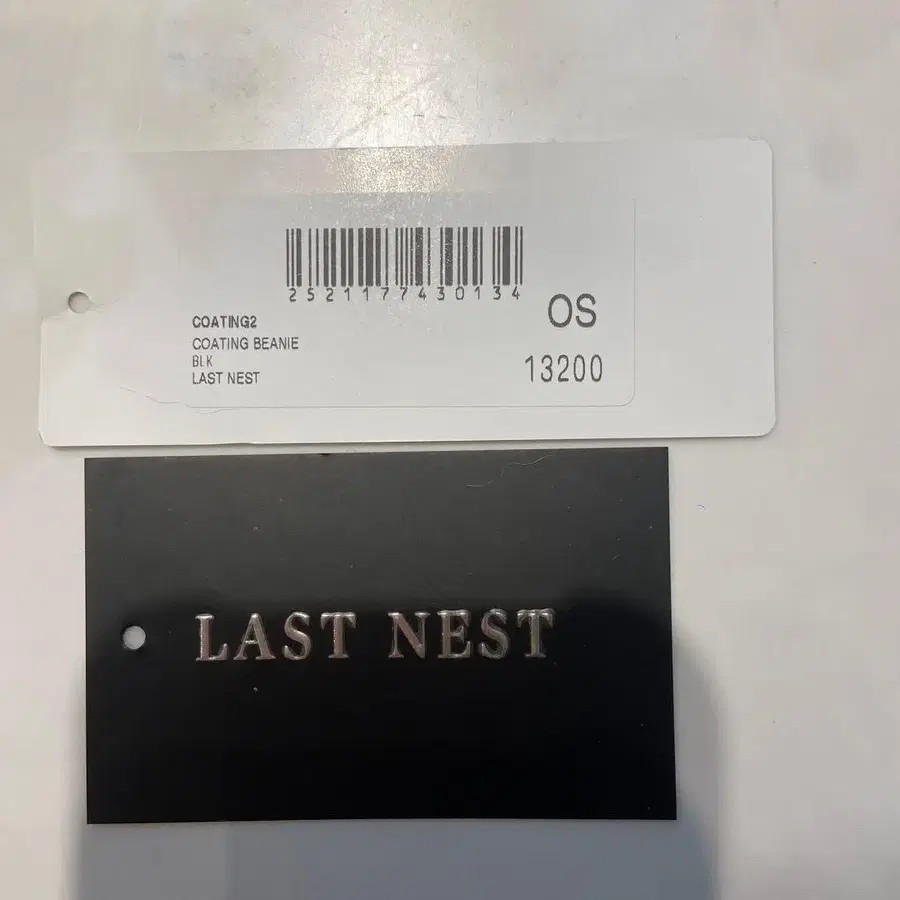 2521177430134
OS
COATING2
COATING BEANIE
BLK
LAST NEST
13200
LAST NEST